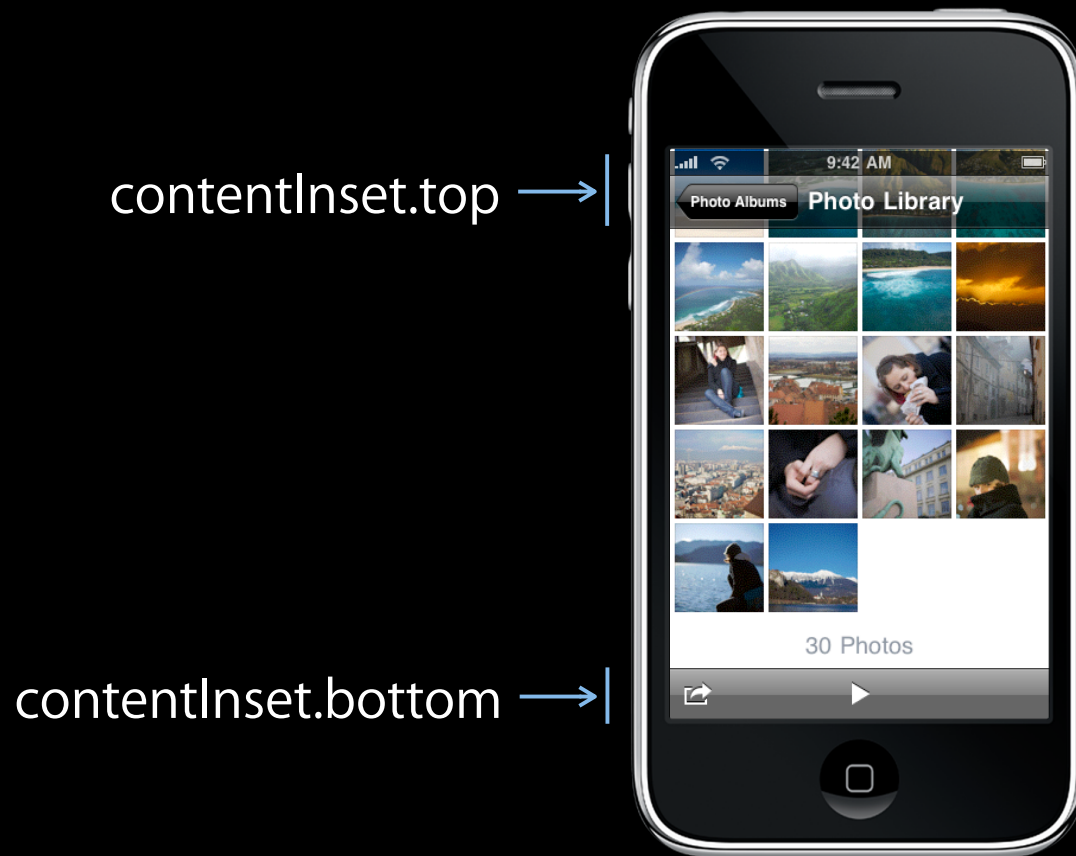 contentInset.top
9:42 AM
Photo Albums
Photo Library
30 Photos
contentInset.bottom